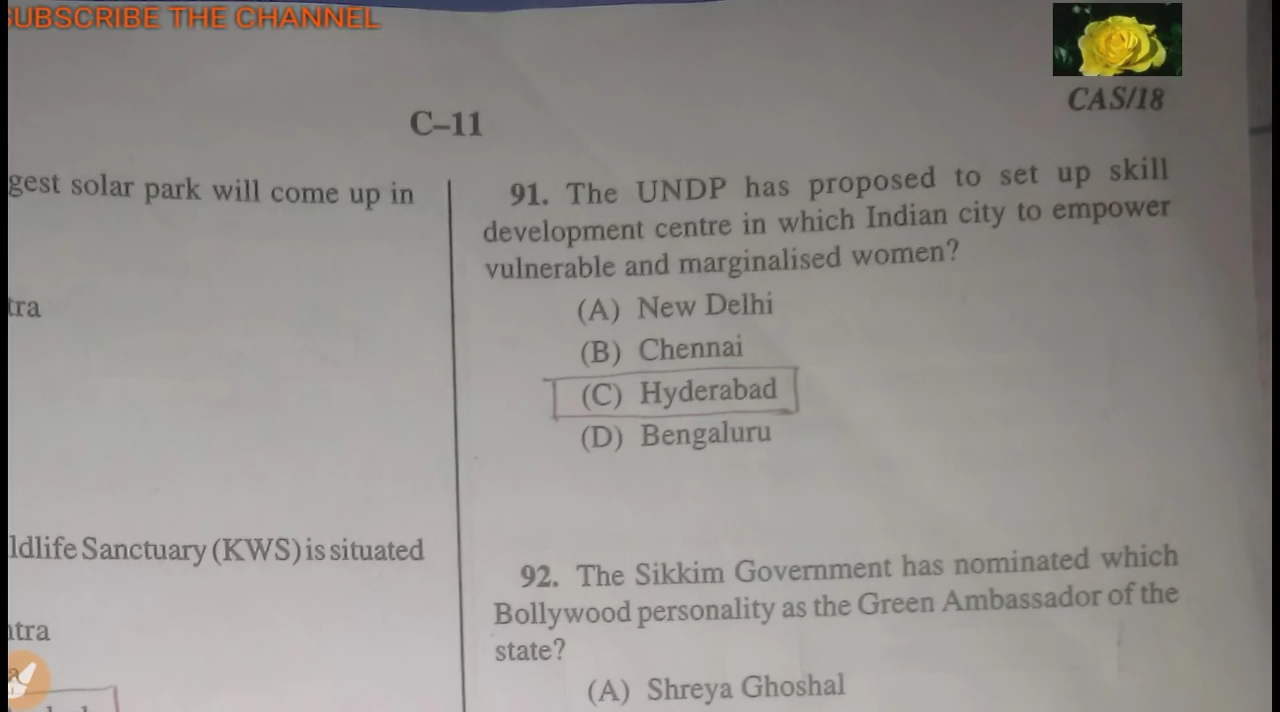 SUBSCRIBE THE CHANNEL
CAS/18
C–11
gest solar park will come up in
tra
ldlife Sanctuary (KWS) is situated
atra
91. The UNDP has proposed to set up skill
development centre in which Indian city to empower
vulnerable and marginalised women?
(A) New Delhi
(B) Chennai
(C) Hyderabad
(D) Bengaluru
92. The Sikkim Government has nominated which
Bollywood personality as the Green Ambassador of the
state?
(A) Shreya Ghoshal